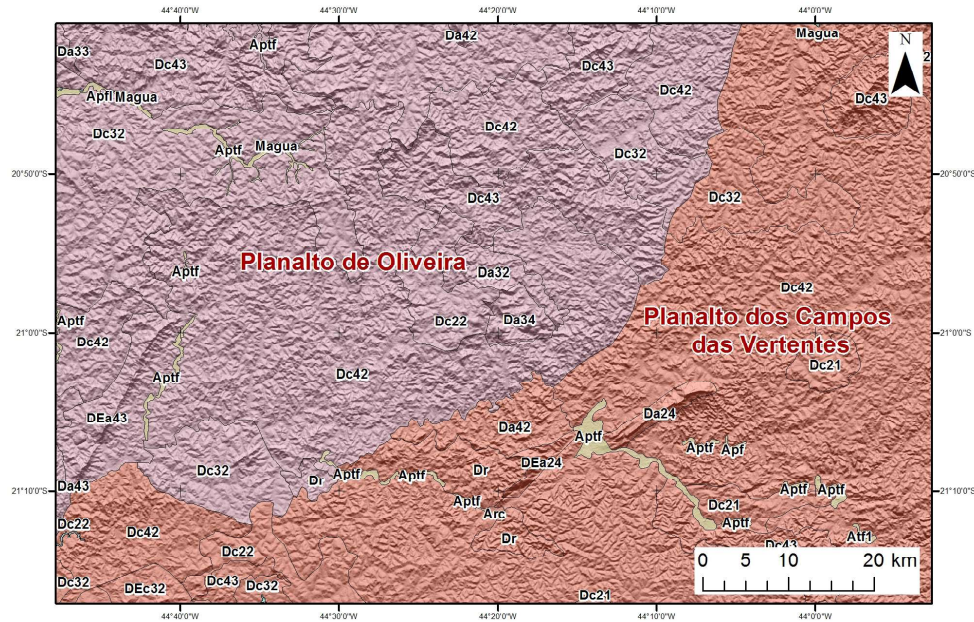 44°40'0"W 44°30'0"W 44°20'0"W 44°10'0"W 44°0'0"W
Aptf Da42 Magua
Da33 Dc43 Dc43 N
Dc42 Dc43
Apfl Magua
Dc32 Dc42
Aptf Magua Dc32
20°50'0"S 20°50'0"S
Dc43 Dc32
Planalto de Oliveira
Aptf Da32
Dc42
Aptf Dc22 Da34 Planalto dos Campos
21°0'0"S 21°0'0"S
Dc42 das Vertentes
Dc21
Aptf Dc42
DEa43 Da42 Da24
Aptf Aptf Apf
Dc32 Dr Aptf Aptf Dr DEa24
Da43 Aptf Aptf
21°10'0"S 21°10'0"S
Aptf Dc21
Arc
Dc22 Dc42 Aptf
Dr Atf1
Dc22 Dc43
0 5 10 20 km
Dc32 DEc32 Dc43 Dc32
Dc21
44°40'0"W 44°30'0"W 44°20'0"W 44°10'0"W 44°0'0"W